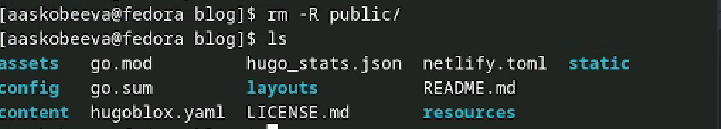 [aaskobeeva@fedora blog]$ rm -R public/
[aaskobeeva@fedora blog]$ ls
assets go.mod hugo_stats.json netlify.toml static
config go.sum layouts README.md
content hugoblox.yaml LICENSE.md resources